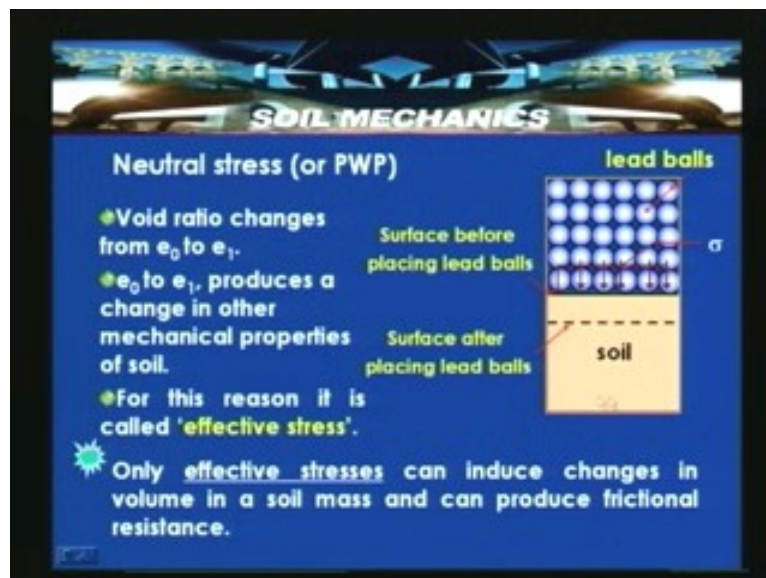 SOIL MECHANICS
Neutral stress (or PWP)
Void ratio changes
from e₀ to e₁.
e₀ to e₁, produces a
change in other
mechanical properties
of soil.
For this reason it is
called 'effective stress'.
Only effective stresses can induce changes in
volume in a soil mass and can produce frictional
resistance.
lead balls
Surface before
placing lead balls
σ
Surface after
placing lead balls
soil